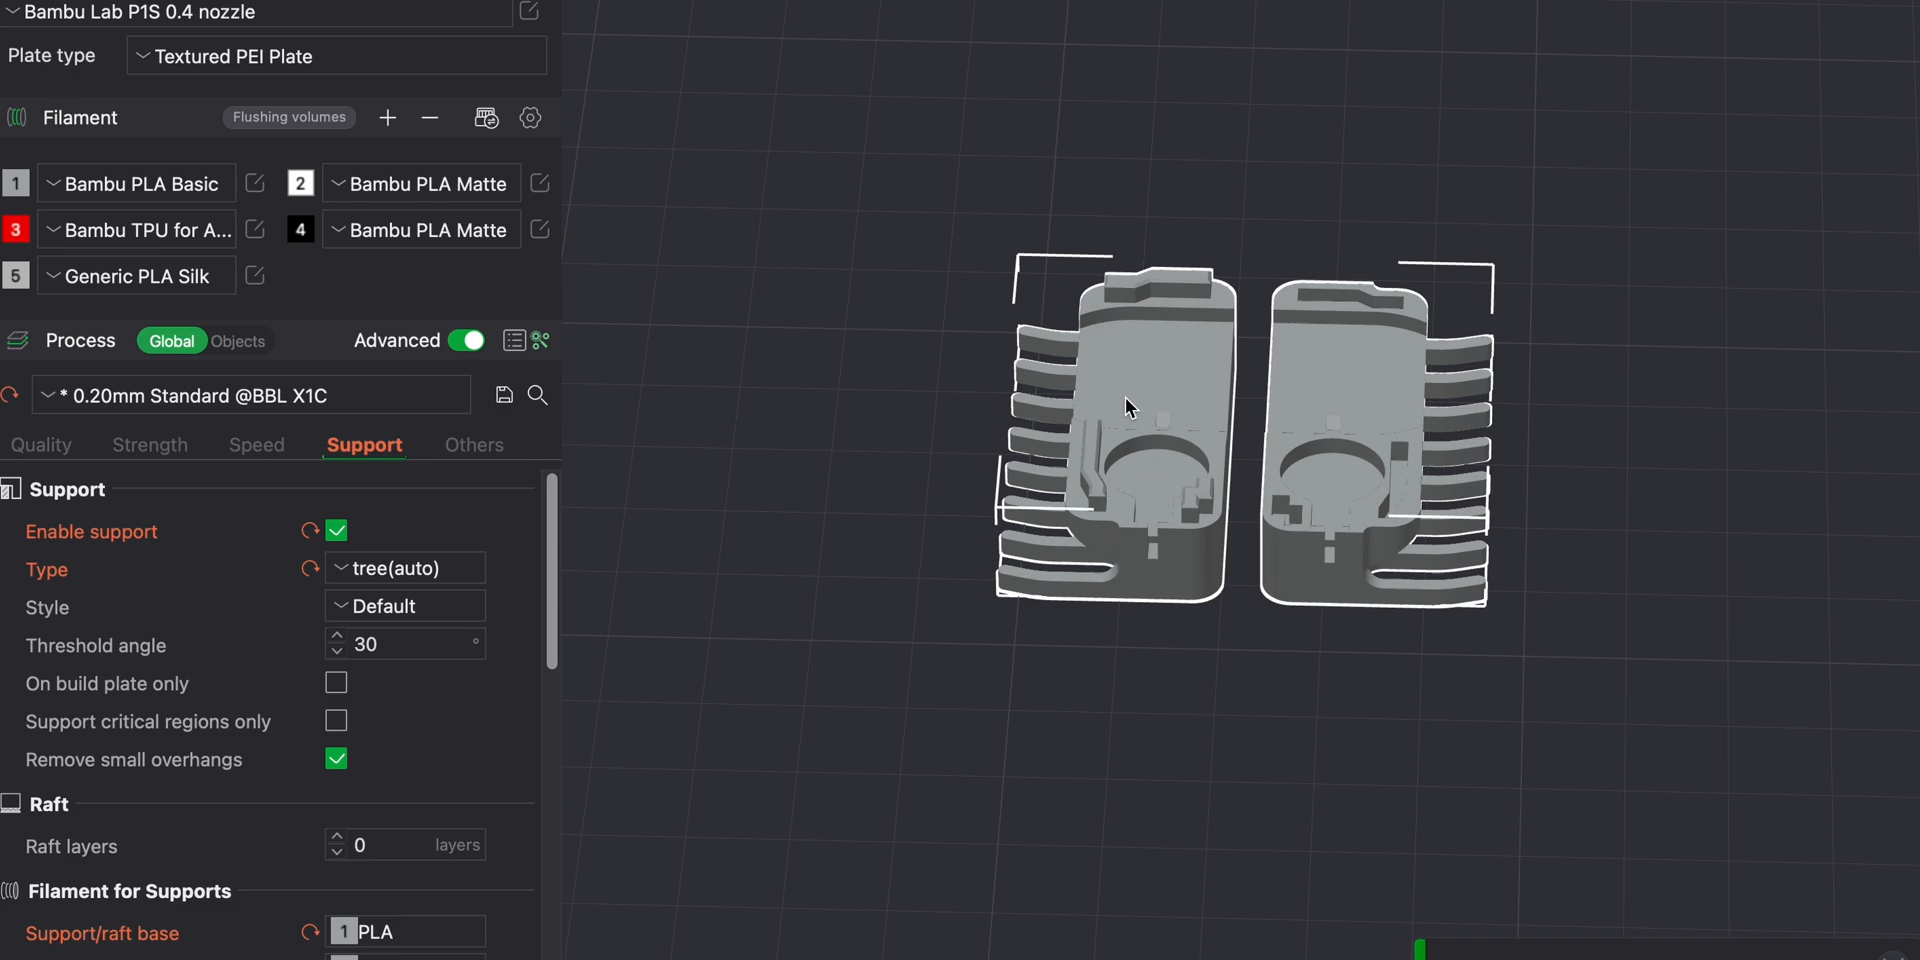 Bambu Lab P1S 0.4 nozzle
Plate type Textured PEI Plate
Filament Flushing volumes
1 Bambu PLA Basic 2 Bambu PLA Matte
3 Bambu TPU for A... 4 Bambu PLA Matte
5 Generic PLA Silk
Process Global Objects Advanced
* 0.20mm Standard @BBL X1C
Quality Strength Speed Support Others
Support
Enable support
Type tree(auto)
Style Default
Threshold angle 30 °
On build plate only
Support critical regions only
Remove small overhangs
Raft
Raft layers 0 layers
Filament for Supports
Support/raft base 1 PLA